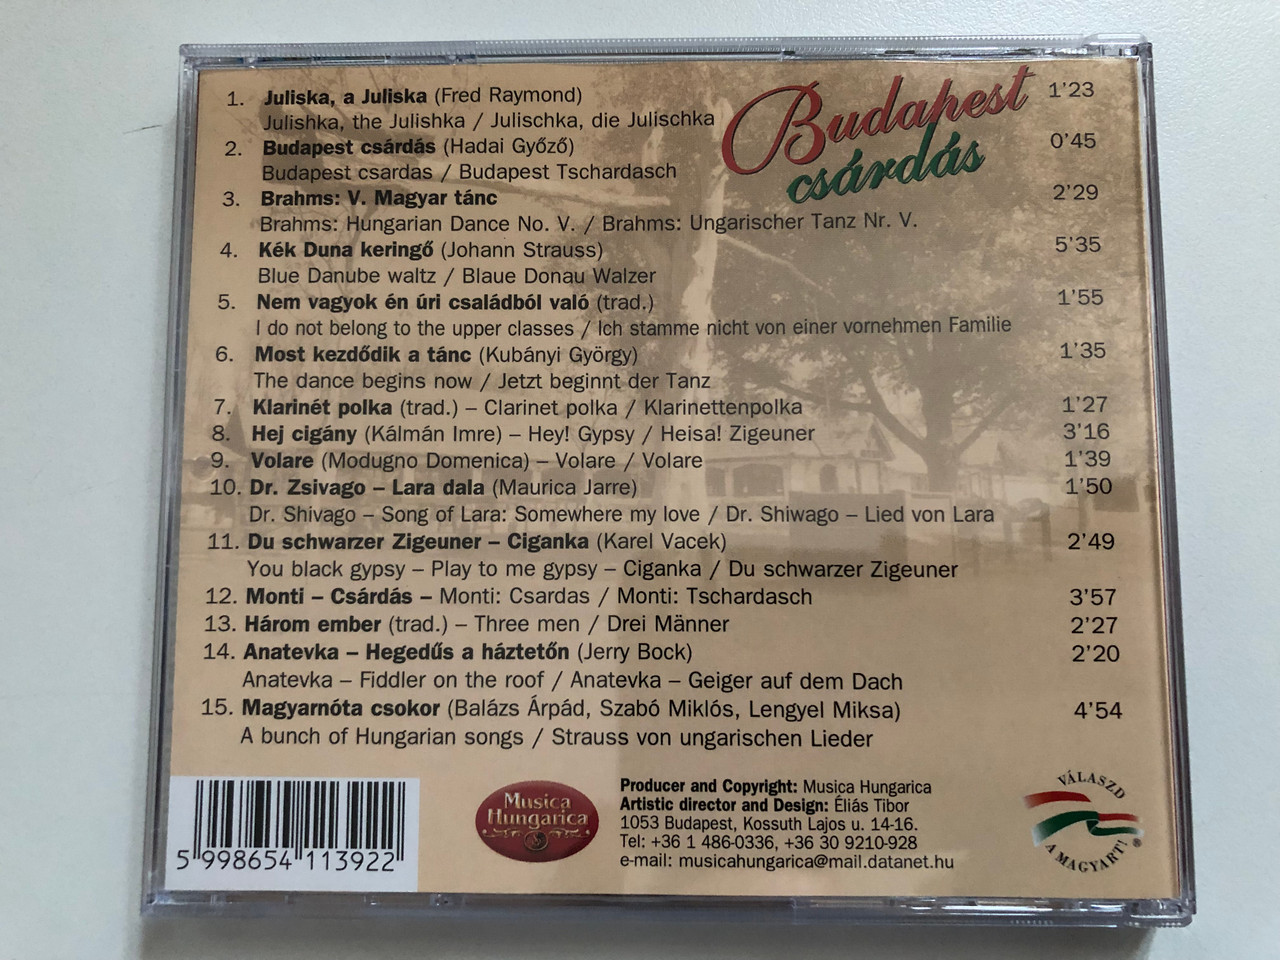 Budapest
csárdás
1. Juliska, a Juliska (Fred Raymond) 1'23
Julishka, the Julishka / Julischka, die Julischka
2. Budapest csárdás (Hadai Győző) 0'45
Budapest csardas / Budapest Tschardasch
3. Brahms: V. Magyar tánc 2'29
Brahms: Hungarian Dance No. V. / Brahms: Ungarischer Tanz Nr. V.
4. Kék Duna keringő (Johann Strauss) 5'35
Blue Danube waltz / Blaue Donau Walzer
5. Nem vagyok én úri családból való (trad.) 1'55
I do not belong to the upper classes / Ich stamme nicht von einer vornehmen Familie
6. Most kezdődik a tánc (Kubányi György) 1'35
The dance begins now / Jetzt beginnt der Tanz
7. Klarinét polka (trad.) – Clarinet polka / Klarinettenpolka 1'27
8. Hej cigány (Kálmán Imre) – Hey! Gypsy / Heisa! Zigeuner 3'16
9. Volare (Modugno Domenica) – Volare / Volare 1'39
10. Dr. Zsivago – Lara dala (Maurica Jarre) 1'50
Dr. Shivago – Song of Lara: Somewhere my love / Dr. Shiwago – Lied von Lara
11. Du schwarzer Zigeuner – Ciganka (Karel Vacek) 2'49
You black gypsy – Play to me gypsy – Ciganka / Du schwarzer Zigeuner
12. Monti – Csárdás – Monti: Csardas / Monti: Tschardasch 3'57
13. Három ember (trad.) – Three men / Drei Männer 2'27
14. Anatevka – Hegedűs a háztetőn (Jerry Bock) 2'20
Anatevka – Fiddler on the roof / Anatevka – Geiger auf dem Dach
15. Magyarnóta csokor (Balázs Árpád, Szabó Miklós, Lengyel Miksa) 4'54
A bunch of Hungarian songs / Strauss von ungarischen Lieder
5 998654 113922
Musica
Hungarica
Producer and Copyright: Musica Hungarica
Artistic director and Design: Éliás Tibor
1053 Budapest, Kossuth Lajos u. 14-16.
Tel: +36 1 486-0336, +36 30 9210-928
e-mail: musicahungarica@mail.datanet.hu
VÁLASZD
A MAGYART!
®